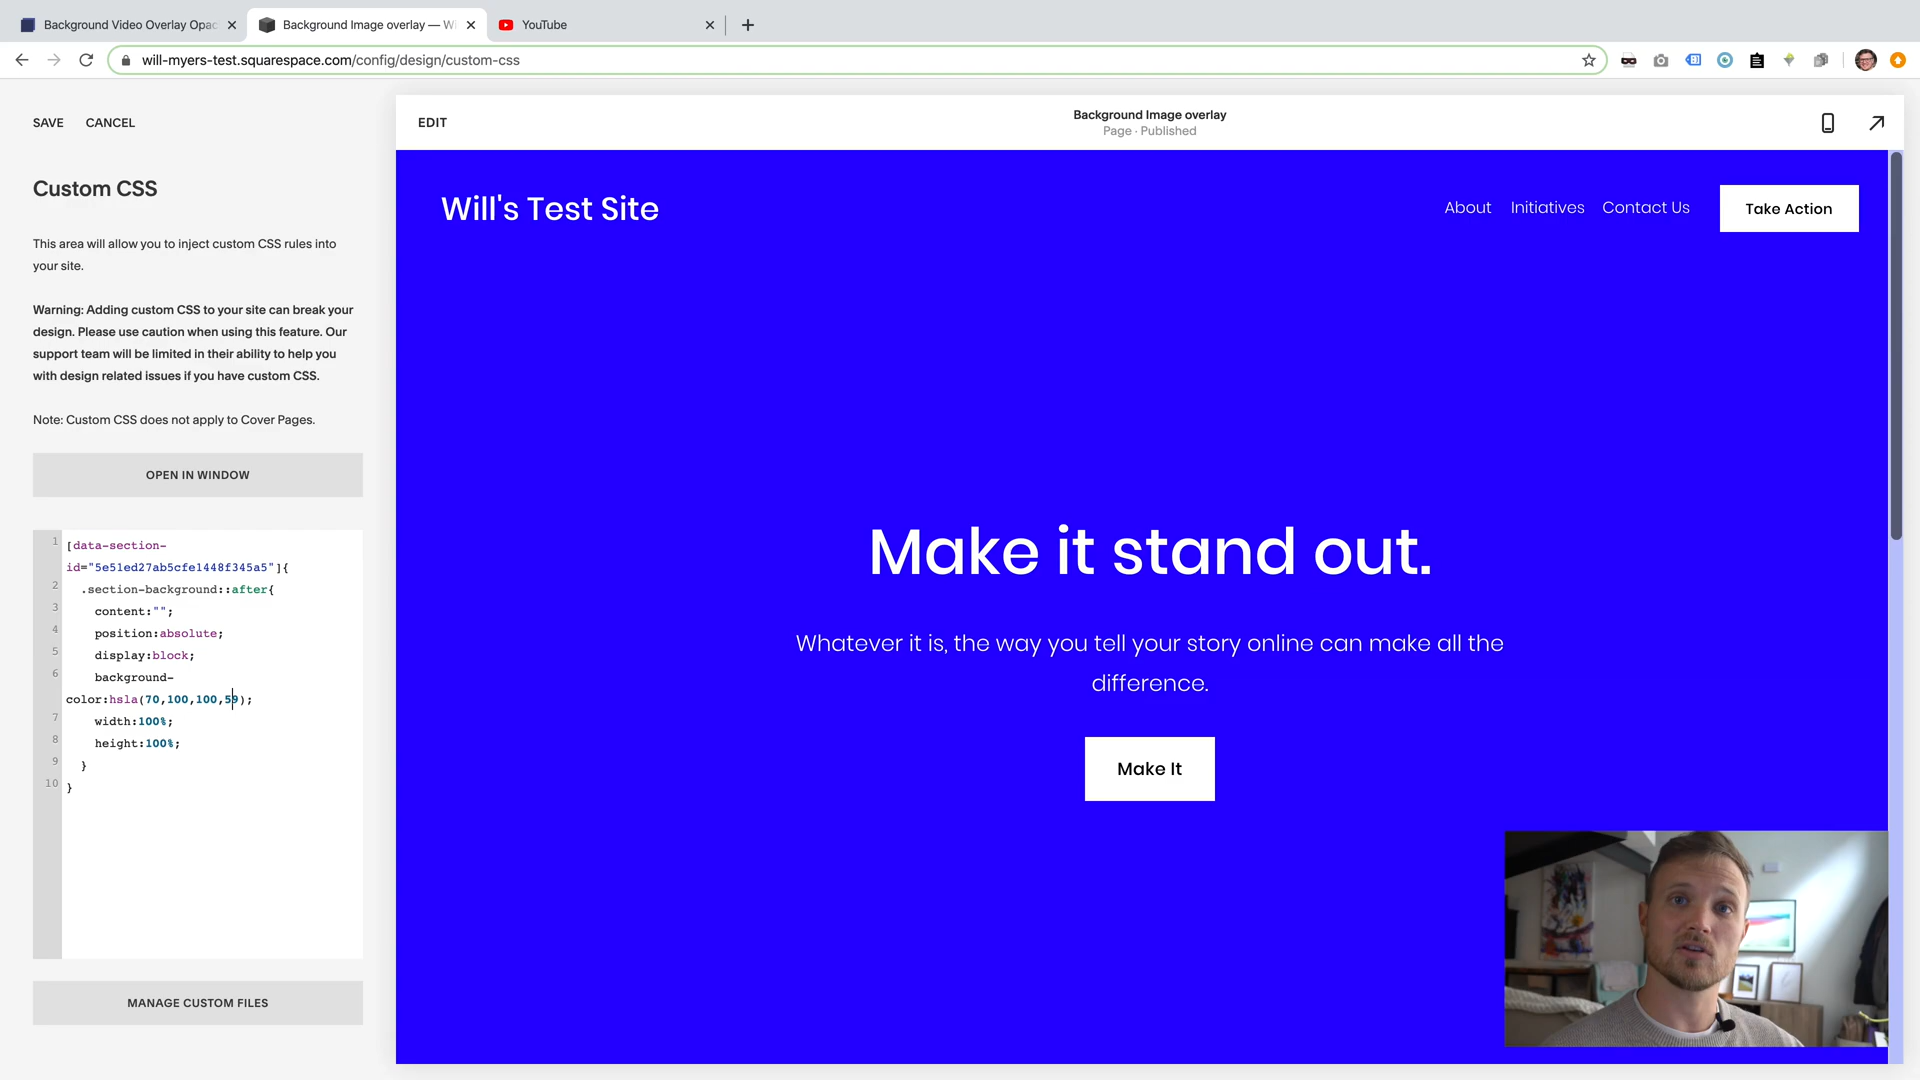 Background Video Overlay Opac
Background Image overlay — Wi
YouTube
will-myers-test.squarespace.com/config/design/custom-css
SAVE CANCEL
EDIT
Background Image overlay
Page · Published
Custom CSS
This area will allow you to inject custom CSS rules into
your site.
Warning: Adding custom CSS to your site can break your
design. Please use caution when using this feature. Our
support team will be limited in their ability to help you
with design related issues if you have custom CSS.
Note: Custom CSS does not apply to Cover Pages.
OPEN IN WINDOW
1 [data-section-
id="5e51ed27ab5cfe1448f345a5"]{
2 .section-background::after{
3 content:"";
4 position:absolute;
5 display:block;
6 background-
color:hsla(70,100,100,59);
7 width:100%;
8 height:100%;
9 }
10 }
MANAGE CUSTOM FILES
Will's Test Site
About Initiatives Contact Us Take Action
Make it stand out.
Whatever it is, the way you tell your story online can make all the
difference.
Make It